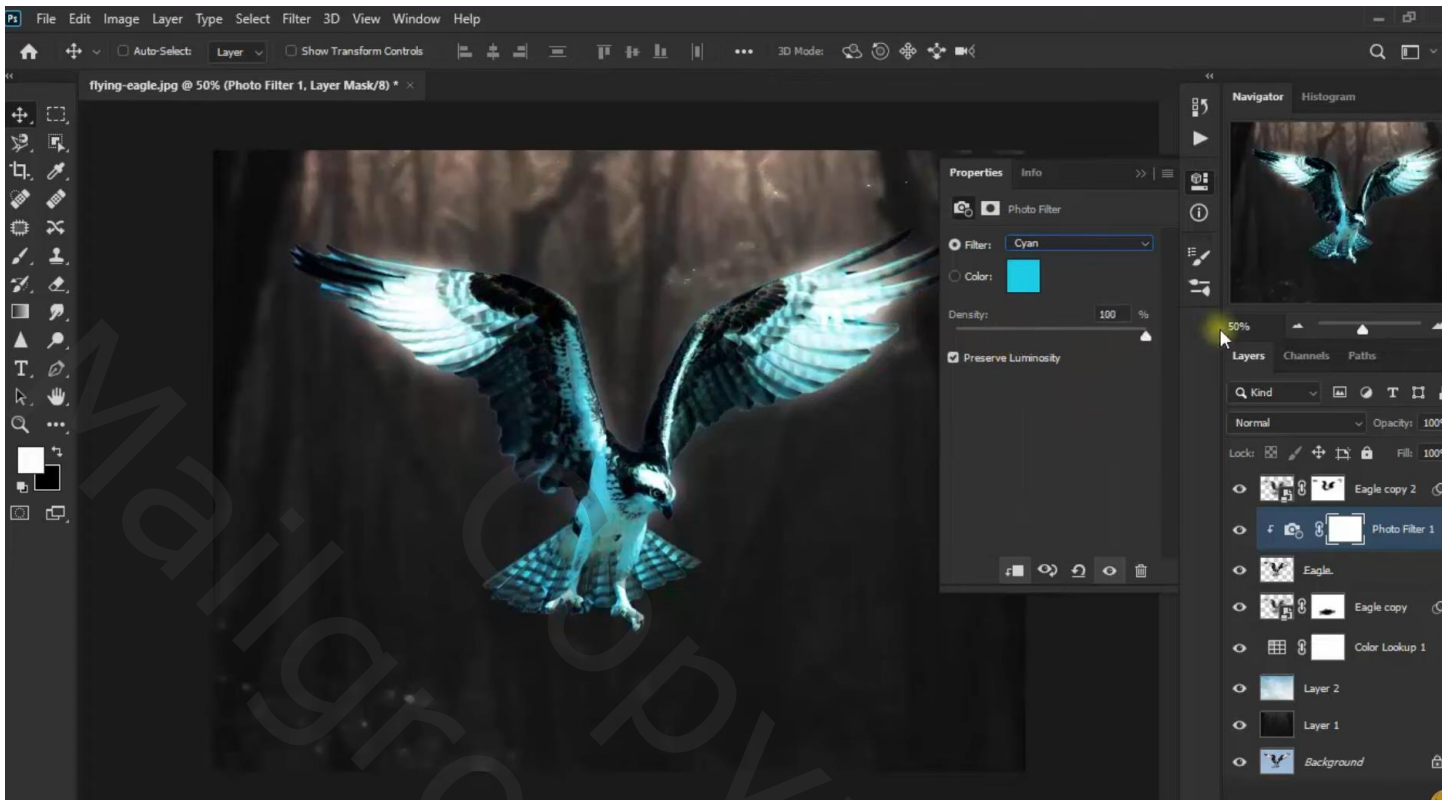 Ps File Edit Image Layer Type Select Filter 3D View Window Help
Auto-Select: Layer Show Transform Controls 3D Mode:
flying-eagle.jpg @ 50% (Photo Filter 1, Layer Mask/8) * ×
Properties Info
Photo Filter
Filter: Cyan
Color:
Density: 100 %
Preserve Luminosity
Navigator Histogram
50%
Layers Channels Paths
Kind
Normal Opacity: 100%
Lock: Fill: 100%
Eagle copy 2
Photo Filter 1
Eagle.
Eagle copy
Color Lookup 1
Layer 2
Layer 1
Background